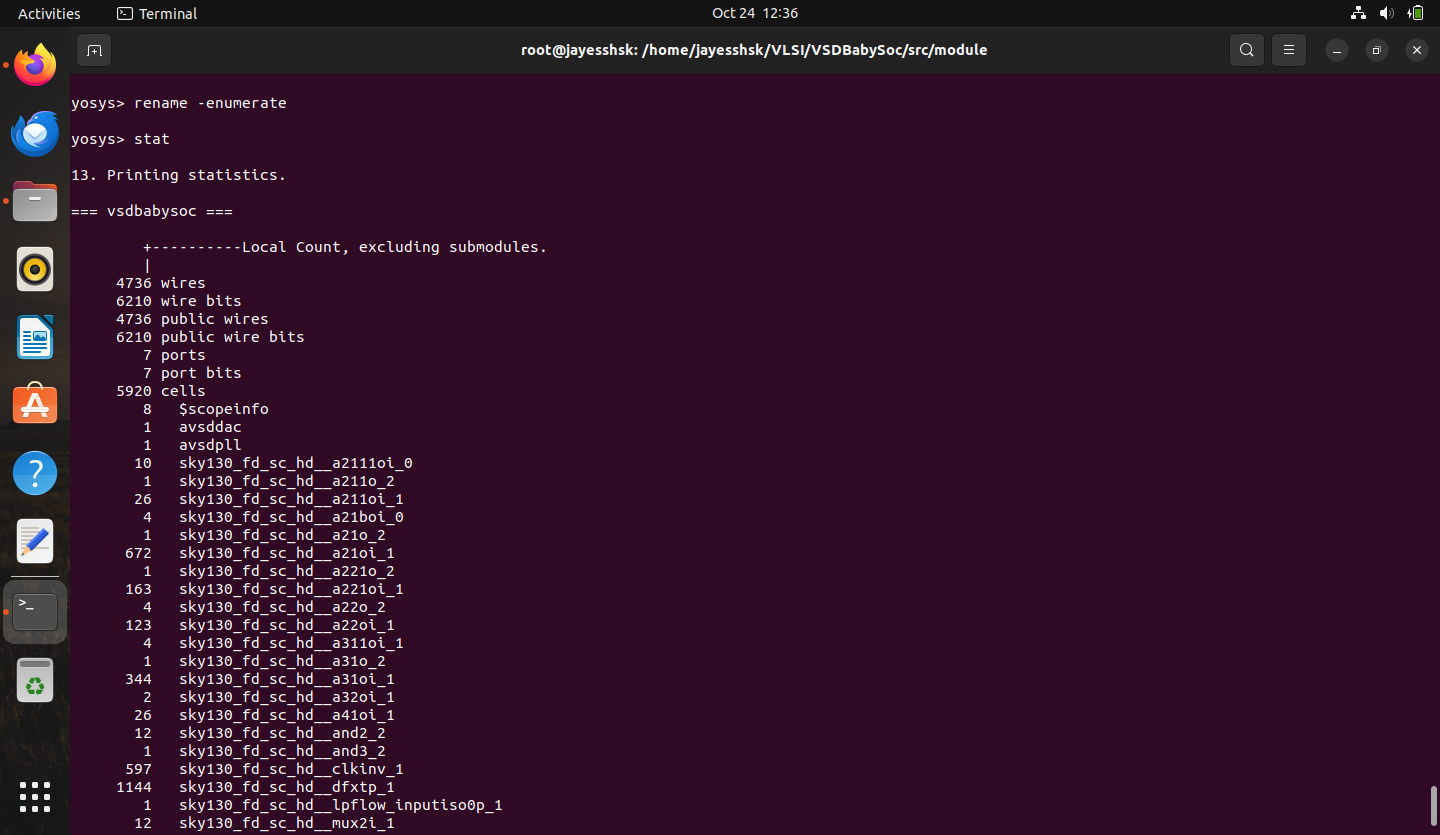 Activities Terminal Oct 24 12:36
root@jayesshsk: /home/jayesshsk/VLSI/VSDBabySoc/src/module
yosys> rename -enumerate
yosys> stat
13. Printing statistics.
=== vsdbabysoc ===
        +----------Local Count, excluding submodules.
        |
     4736 wires
     6210 wire bits
     4736 public wires
     6210 public wire bits
        7 ports
        7 port bits
     5920 cells
        8   $scopeinfo
        1   avsddac
        1   avsdpll
       10   sky130_fd_sc_hd__a2111oi_0
        1   sky130_fd_sc_hd__a211o_2
       26   sky130_fd_sc_hd__a211oi_1
        4   sky130_fd_sc_hd__a21boi_0
        1   sky130_fd_sc_hd__a21o_2
      672   sky130_fd_sc_hd__a21oi_1
        1   sky130_fd_sc_hd__a221o_2
      163   sky130_fd_sc_hd__a221oi_1
        4   sky130_fd_sc_hd__a22o_2
      123   sky130_fd_sc_hd__a22oi_1
        4   sky130_fd_sc_hd__a311oi_1
        1   sky130_fd_sc_hd__a31o_2
      344   sky130_fd_sc_hd__a31oi_1
        2   sky130_fd_sc_hd__a32oi_1
       26   sky130_fd_sc_hd__a41oi_1
       12   sky130_fd_sc_hd__and2_2
        1   sky130_fd_sc_hd__and3_2
      597   sky130_fd_sc_hd__clkinv_1
     1144   sky130_fd_sc_hd__dfxtp_1
        1   sky130_fd_sc_hd__lpflow_inputiso0p_1
       12   sky130_fd_sc_hd__mux2i_1